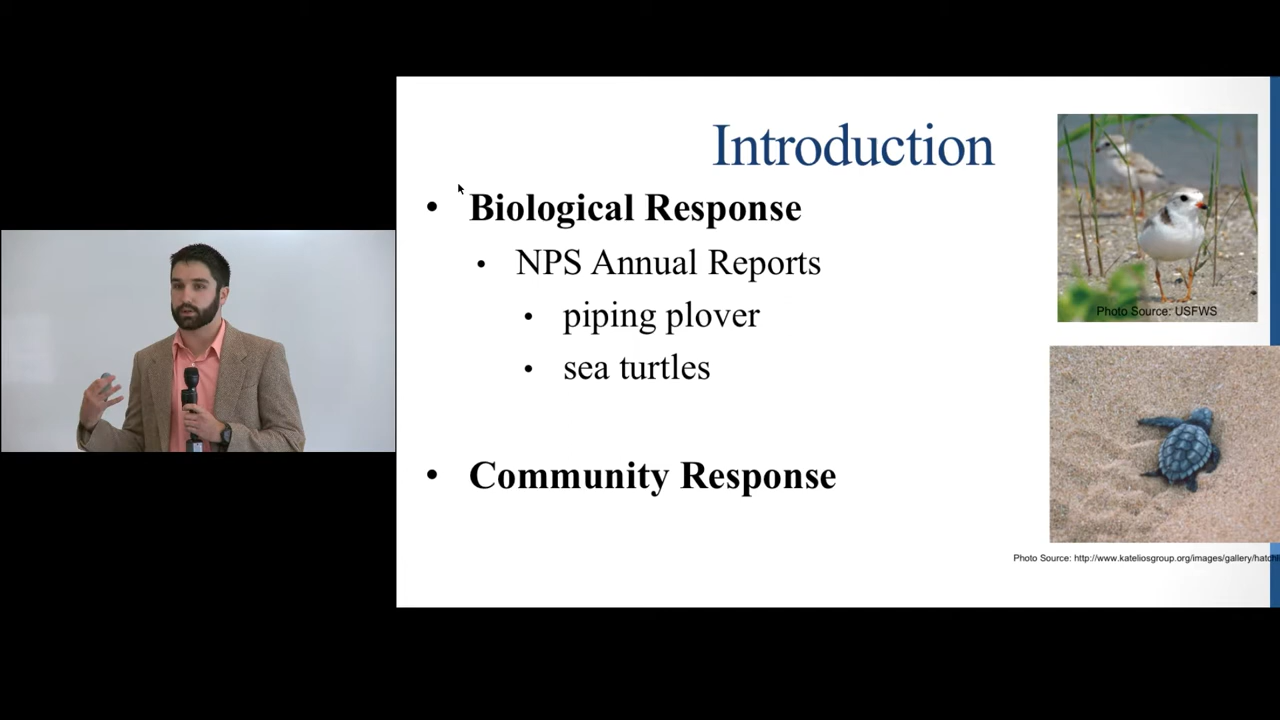 Introduction
• Biological Response
• NPS Annual Reports
• piping plover
• sea turtles
• Community Response
Photo Source: USFWS
Photo Source: http://www.kateliosgroup.org/images/gallery/hatch